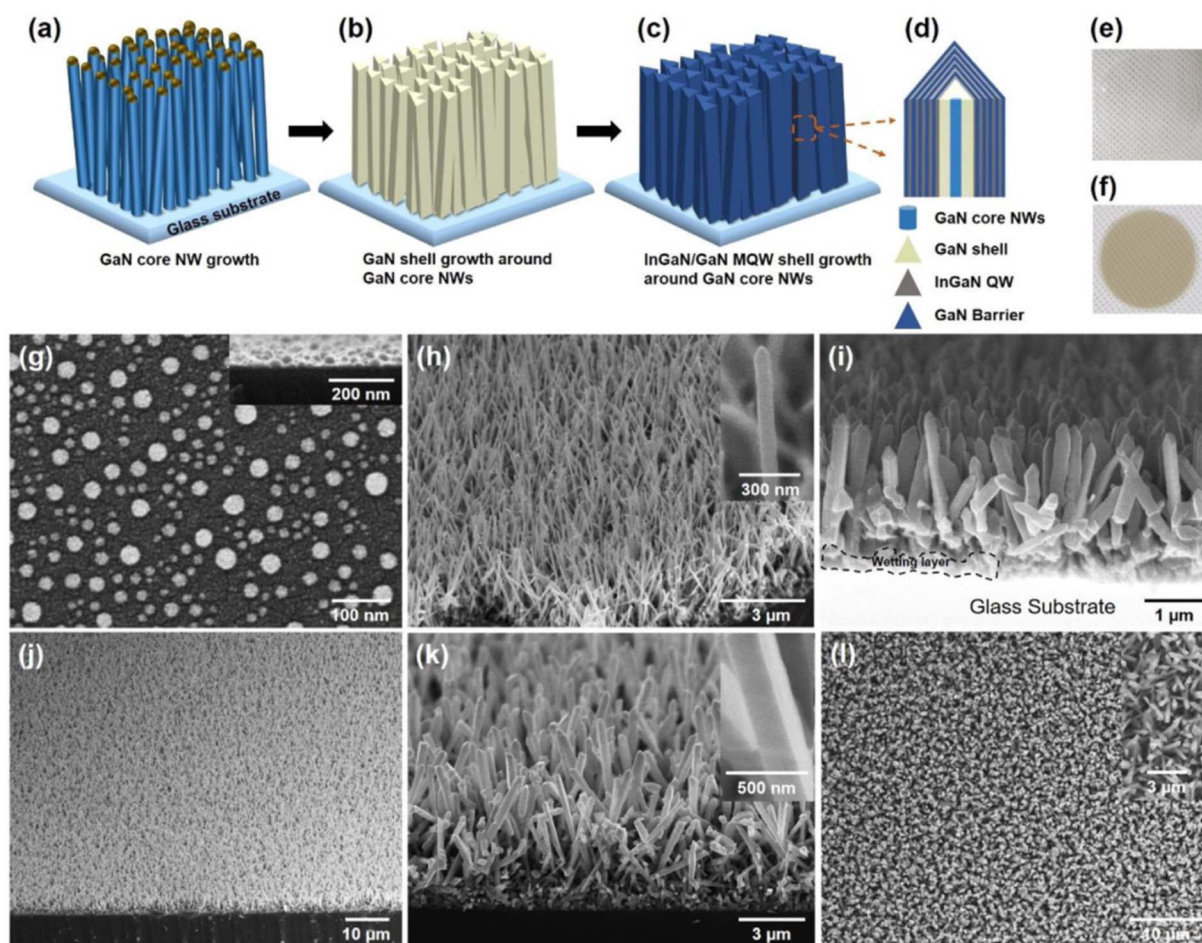 (a)
(b)
(c)
(d)
(e)
(f)
Glass substrate
GaN core NW growth
GaN shell growth around
GaN core NWs
InGaN/GaN MQW shell growth
around GaN core NWs
GaN core NWs
GaN shell
InGaN QW
GaN Barrier
(g)
200 nm
100 nm
(h)
300 nm
3 µm
(i)
Wetting layer
Glass Substrate
1 µm
(j)
10 µm
(k)
500 nm
3 µm
(l)
3 µm
10 µm